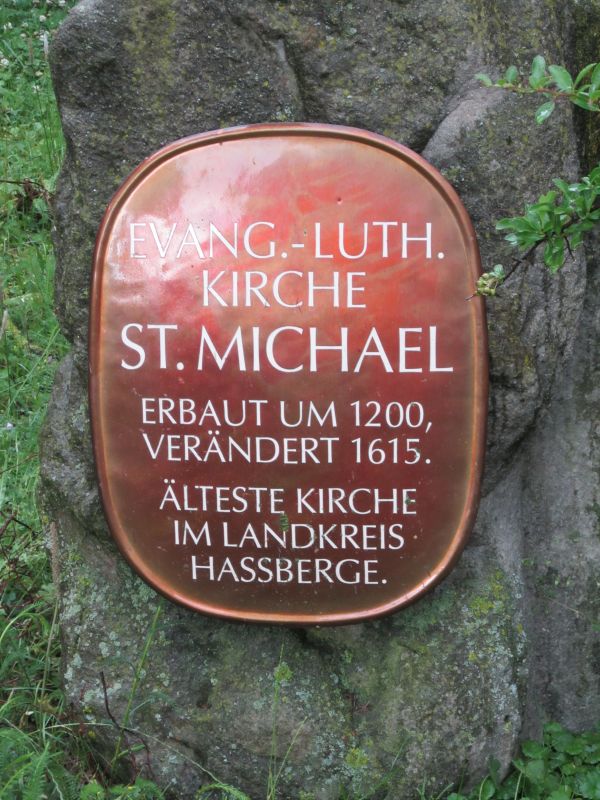 EVANG.-LUTH.
KIRCHE
ST. MICHAEL
ERBAUT UM 1200,
VERÄNDERT 1615.
ÄLTESTE KIRCHE
IM LANDKREIS
HASSBERGE.